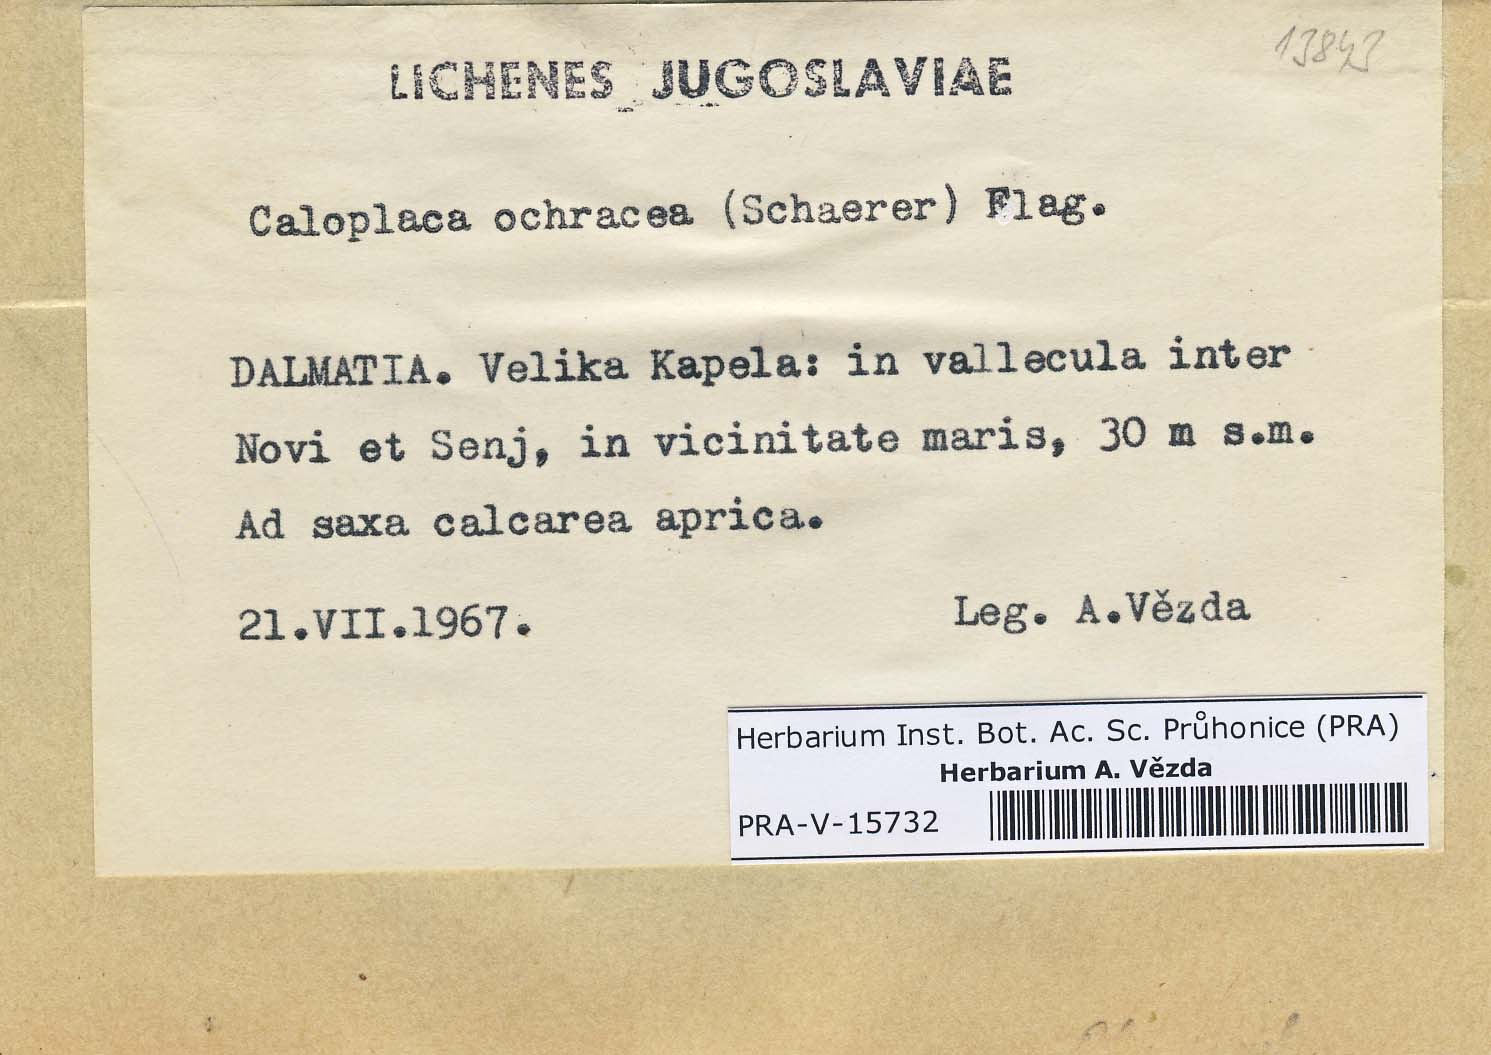 13843
LICHENES JUGOSLAVIAE
Caloplaca ochracea (Schaerer) Flag.
DALMATIA. Velika Kapela: in vallecula inter
Novi et Senj, in vicinitate maris, 30 m s.m.
Ad saxa calcarea aprica.
21.VII.1967. Leg. A.Vězda
Herbarium Inst. Bot. Ac. Sc. Průhonice (PRA)
Herbarium A. Vězda
PRA-V-15732